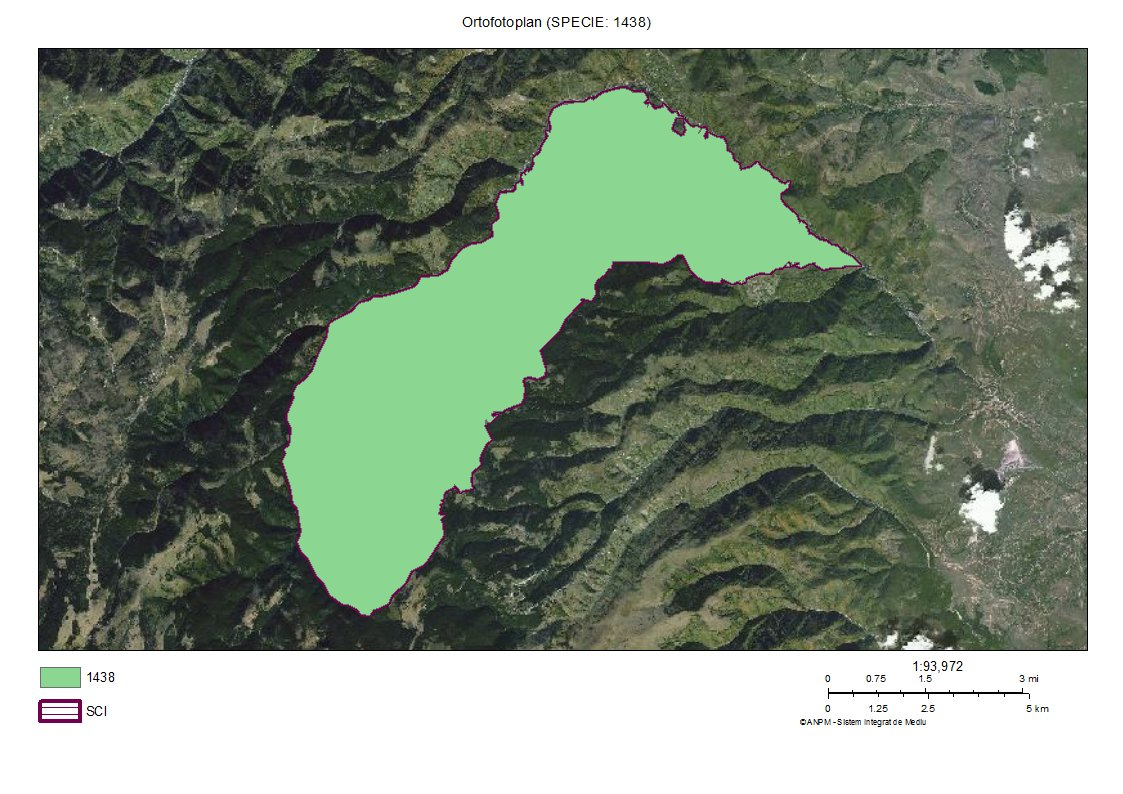 Ortofotoplan (SPECIE: 1438)
1438
SCI
1:93,972
0 0.75 1.5 3 mi
0 1.25 2.5 5 km
©ANPM - Sistem Integrat de Mediu